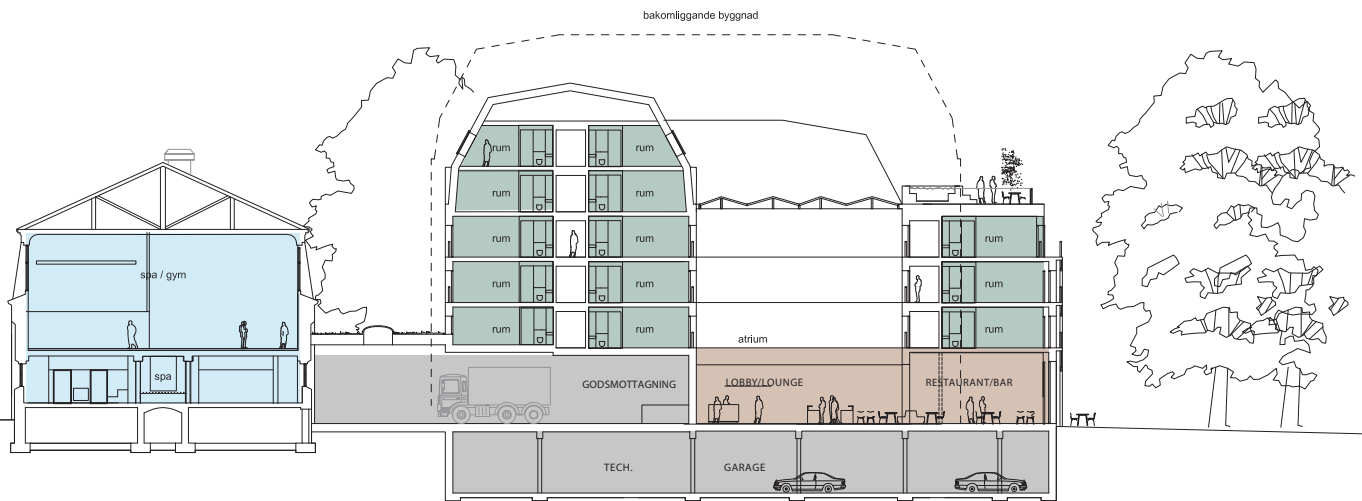 bakomliggande byggnad
rum rum
rum rum
rum rum rum
spa / gym
rum rum rum
rum rum rum
atrium
spa
GODSMOTTAGNING LOBBY/LOUNGE RESTAURANT/BAR
TECH. GARAGE